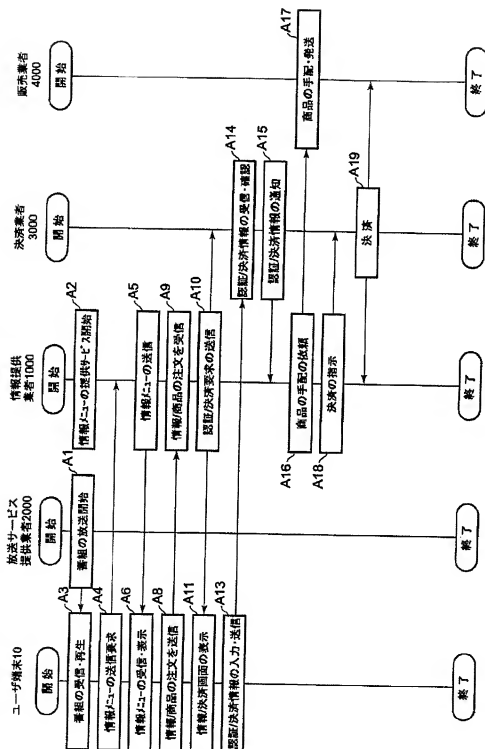 ユーザ端末10
放送サービス
提供業者2000
情報提供
業者1000
決済業者
3000
販売業者
4000
開 始
開 始
開 始
開 始
開 始
A1
番組の放送開始
A2
情報メニューの提供サービス開始
A3
番組の受信・再生
A4
情報メニューの送信要求
A5
情報メニューの送信
A6
情報メニューの受信・表示
A8
情報/商品の注文を送信
A9
情報/商品の注文を受信
A10
認証/決済要求の送信
A11
情報/決済画面の表示
A13
認証/決済情報の入力・送信
A14
認証/決済情報の受信・確認
A15
認証/決済情報の通知
A16
商品の手配の依頼
A17
商品の手配・発送
A18
決済の指示
A19
決 済
終 了
終 了
終 了
終 了
終 了